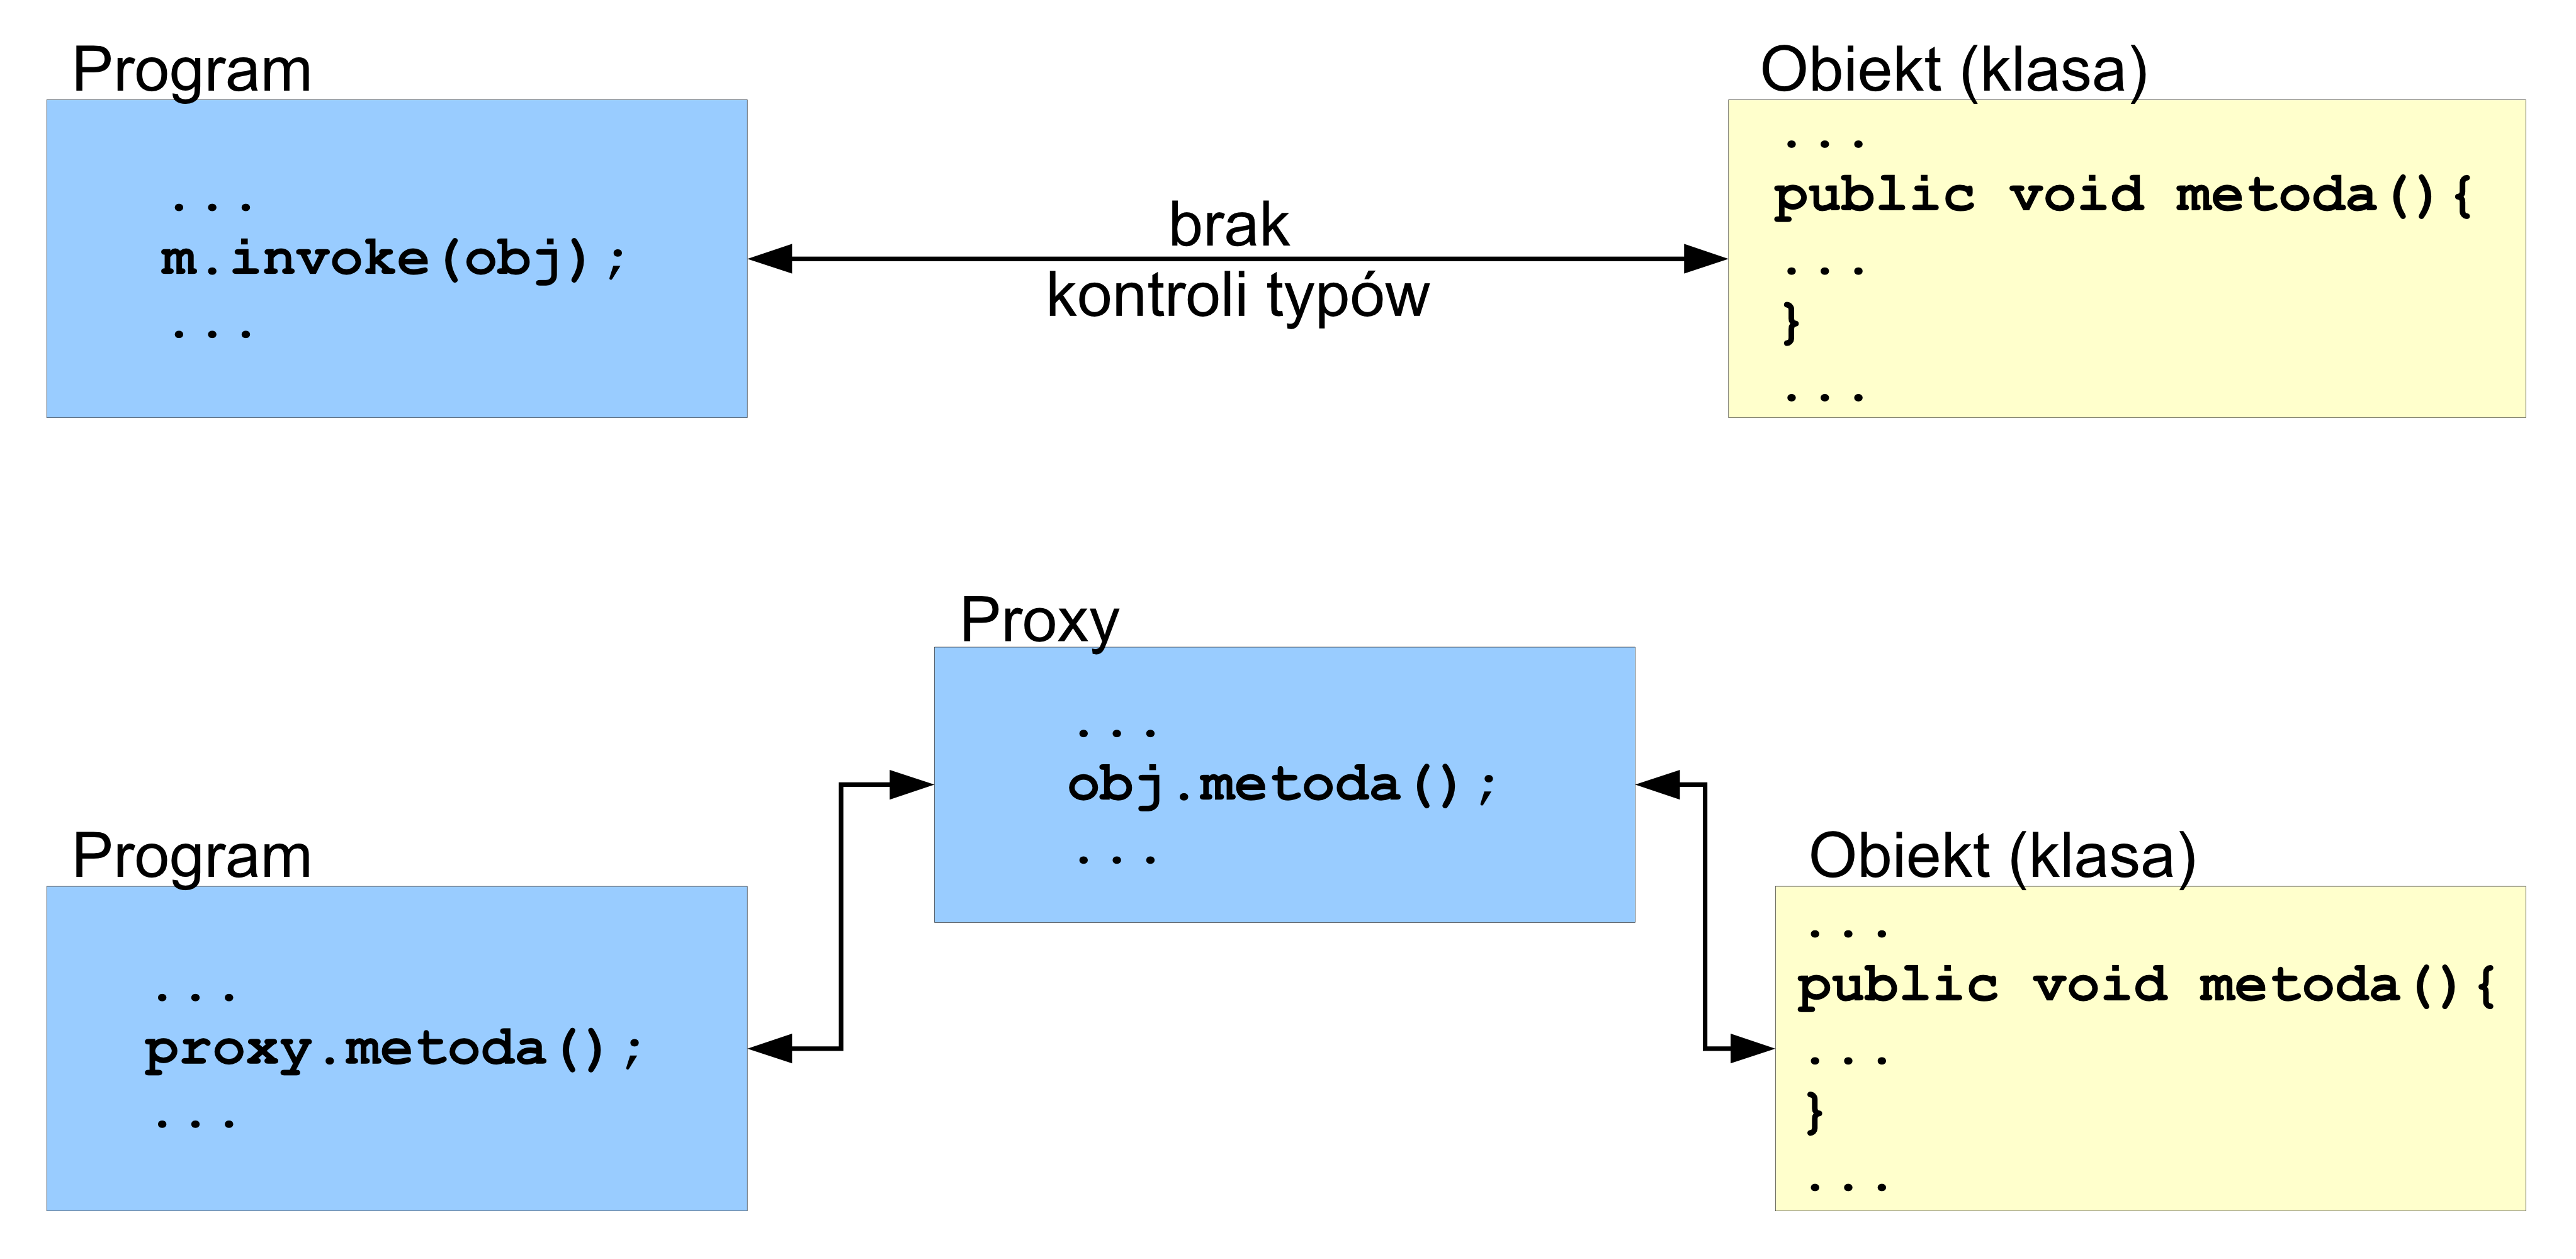 Program
...
m.invoke(obj);
...
brak
kontroli typów
Obiekt (klasa)
...
public void metoda(){
...
}
...
Proxy
...
obj.metoda();
...
Program
...
proxy.metoda();
...
Obiekt (klasa)
...
public void metoda(){
...
}
...